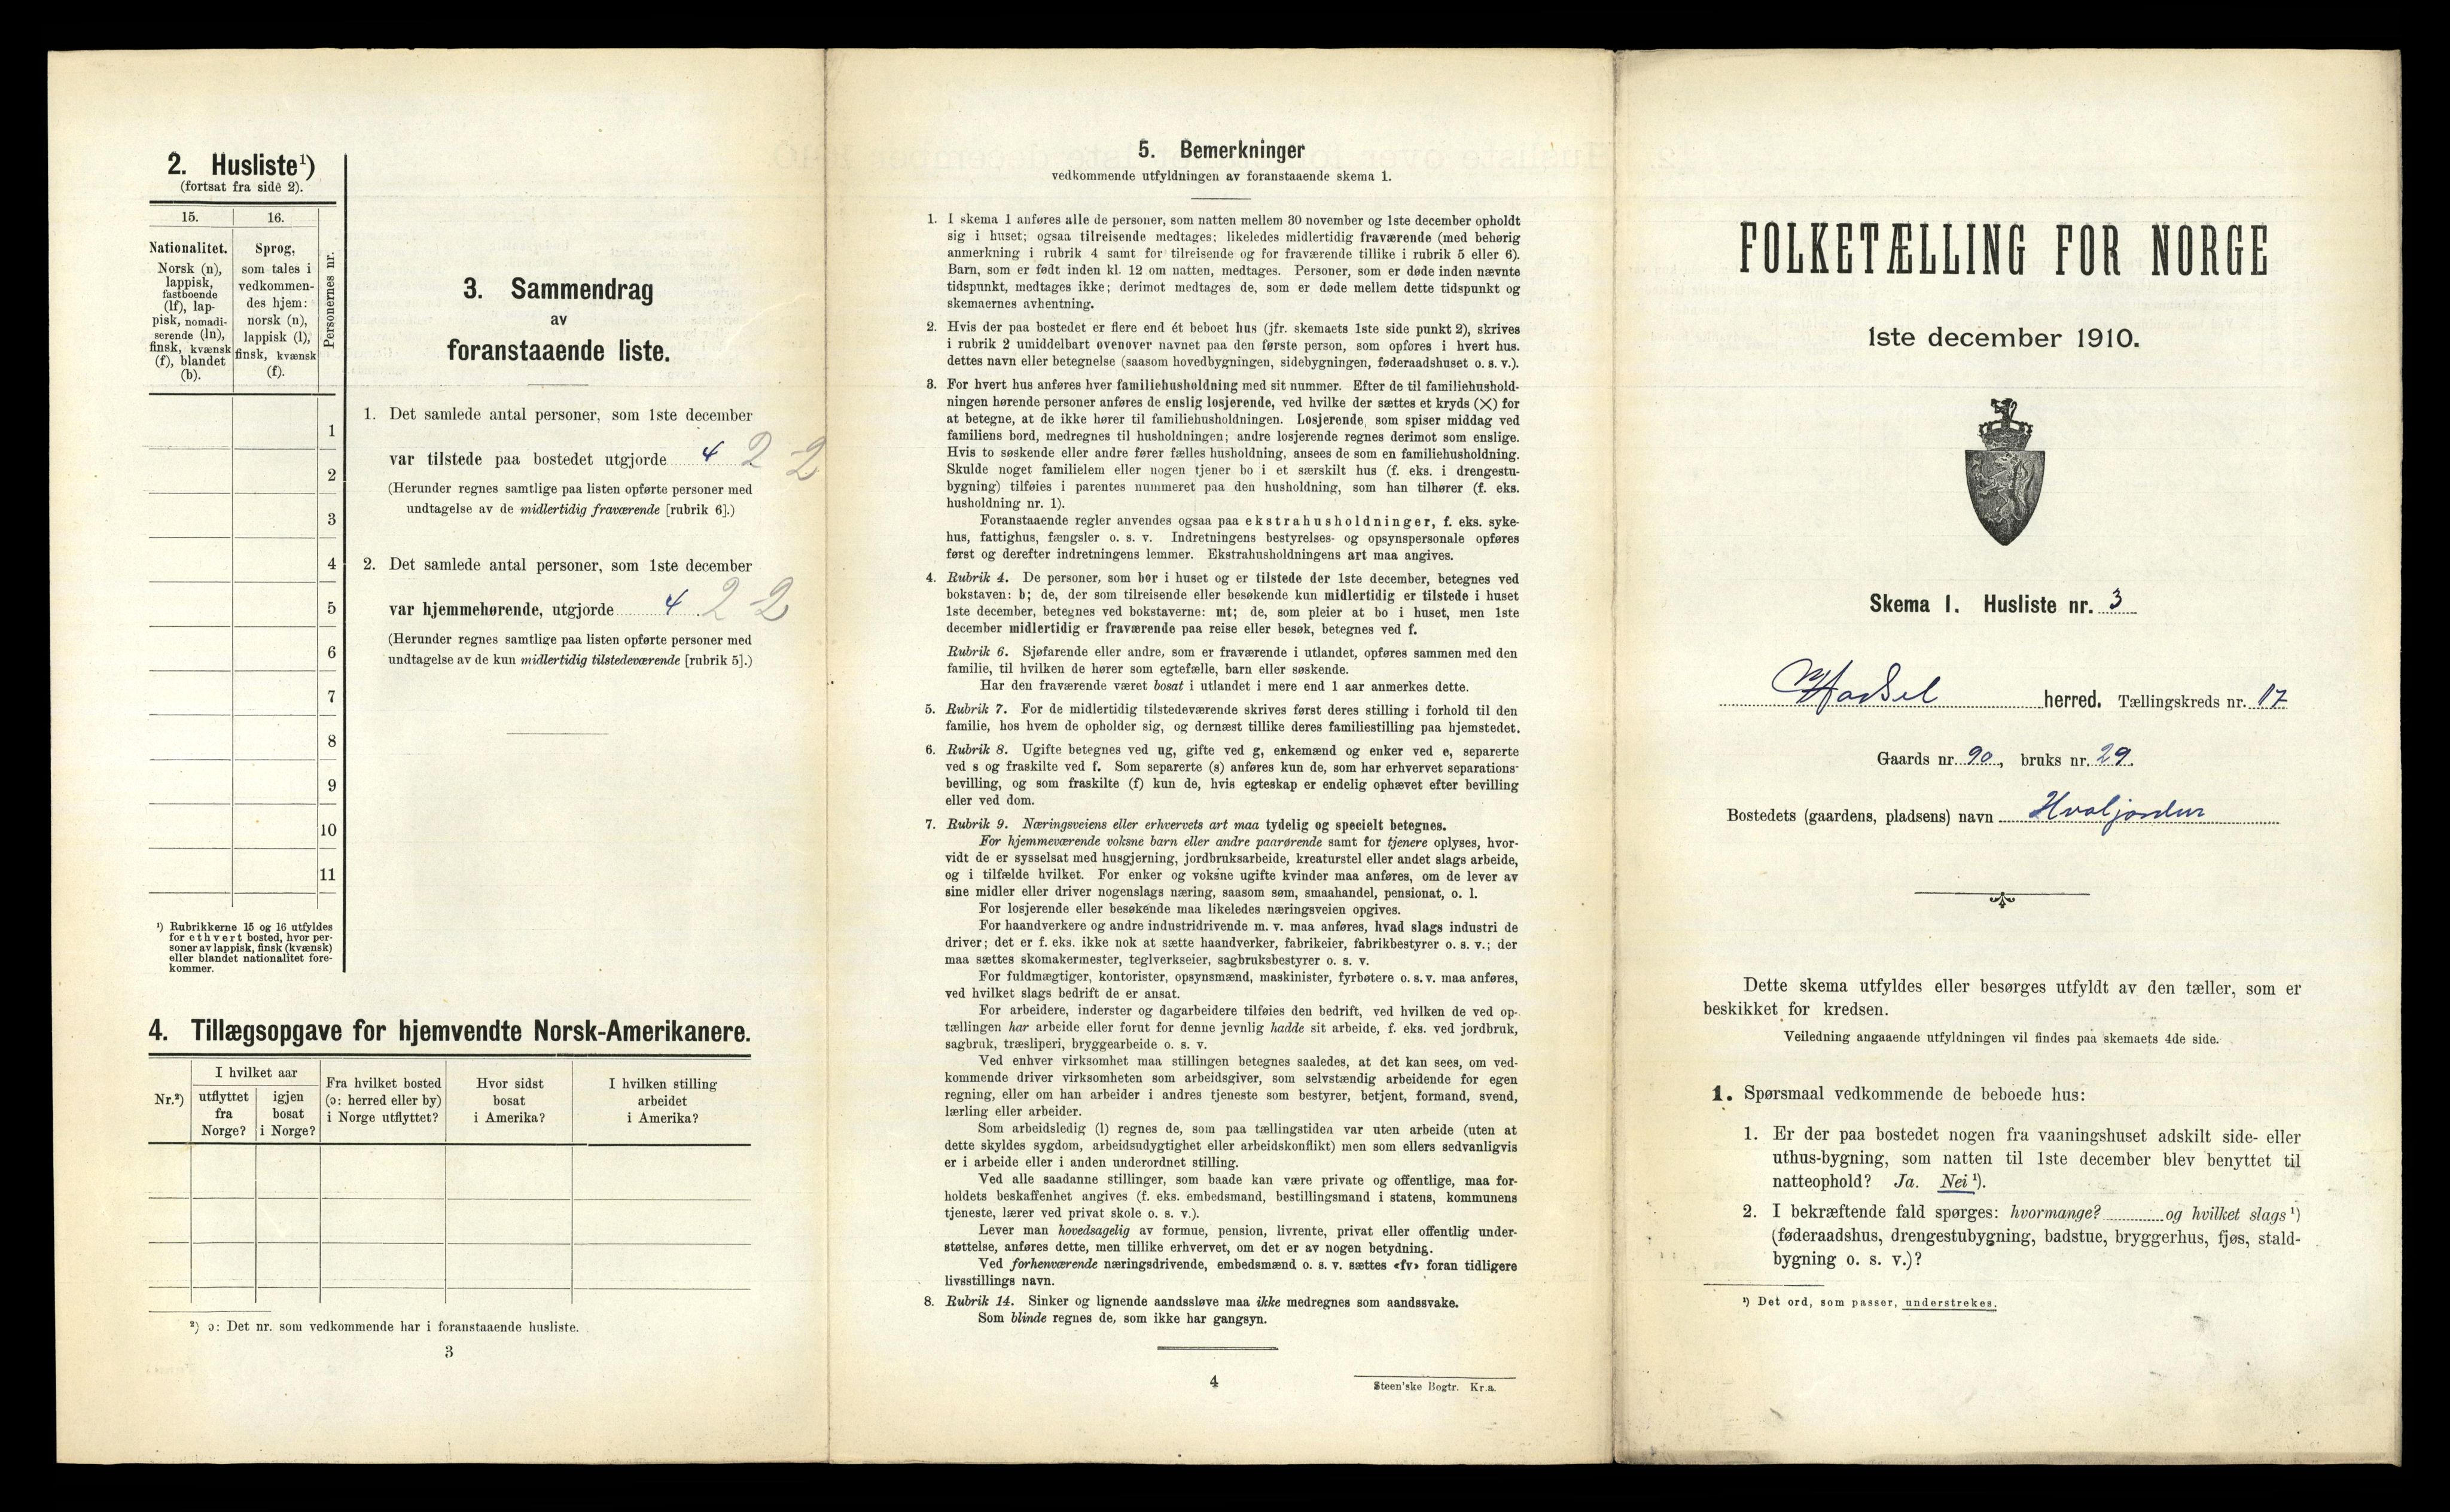 2. Husliste¹)
(fortsat fra side 2).
15.
16.
Nationalitet.
Norsk (n),
lappisk,
fastboende
(lf), lap-
pisk, nomadi-
serende (ln),
finsk, kvænsk
(f), blandet
(b).
Sprog,
som tales i
vedkommen-
des hjem:
norsk (n),
lappisk (l),
finsk, kvænsk
(f).
Personernes nr.
1
2
3
4
5
6
7
8
9
10
11
¹) Rubrikkerne 15 og 16 utfyldes
for ethvert bosted, hvor per-
soner av lappisk, finsk (kvænsk)
eller blandet nationalitet fore-
kommer.
3. Sammendrag
av
foranstaaende liste.
1. Det samlede antal personer, som 1ste december
var tilstede paa bostedet utgjorde 4 2 2
(Herunder regnes samtlige paa listen opførte personer med
undtagelse av de midlertidig fraværende [rubrik 6].)
2. Det samlede antal personer, som 1ste december
var hjemmehørende, utgjorde 4 2 2
(Herunder regnes samtlige paa listen opførte personer med
undtagelse av de kun midlertidig tilstedeværende [rubrik 5].)
4. Tillægsopgave for hjemvendte Norsk-Amerikanere.
Nr.²)
I hvilket aar
utflyttet
fra
Norge?
igjen
bosat
i Norge?
Fra hvilket bosted
(ɔ: herred eller by)
i Norge utflyttet?
Hvor sidst
bosat
i Amerika?
I hvilken stilling
arbeidet
i Amerika?
²) ɔ: Det nr. som vedkommende har i foranstaaende husliste.
3
5. Bemerkninger
vedkommende utfyldningen av foranstaaende skema 1.
1. I skema 1 anføres alle de personer, som natten mellem 30 november og 1ste december opholdt
sig i huset; ogsaa tilreisende medtages; likeledes midlertidig fraværende (med behørig
anmerkning i rubrik 4 samt for tilreisende og for fraværende tillike i rubrik 5 eller 6).
Barn, som er født inden kl. 12 om natten, medtages. Personer, som er døde inden nævnte
tidspunkt, medtages ikke; derimot medtages de, som er døde mellem dette tidspunkt og
skemaernes avhentning.
2. Hvis der paa bostedet er flere end ét beboet hus (jfr. skemaets 1ste side punkt 2), skrives
i rubrik 2 umiddelbart ovenover navnet paa den første person, som opføres i hvert hus.
dettes navn eller betegnelse (saasom hovedbygningen, sidebygningen, føderaadshuset o. s. v.).
3. For hvert hus anføres hver familiehusholdning med sit nummer. Efter de til familiehushold-
ningen hørende personer anføres de enslig losjerende, ved hvilke der sættes et kryds (×) for
at betegne, at de ikke hører til familiehusholdningen. Losjerende, som spiser middag ved
familiens bord, medregnes til husholdningen; andre losjerende regnes derimot som enslige.
Hvis to søskende eller andre fører fælles husholdning, ansees de som en familiehusholdning.
Skulde noget familielem eller nogen tjener bo i et særskilt hus (f. eks. i drengestu-
bygning) tilføies i parentes nummeret paa den husholdning, som han tilhører (f. eks.
husholdning nr. 1).
Foranstaaende regler anvendes ogsaa paa ekstrahusholdninger, f. eks. syke-
hus, fattighus, fængsler o. s. v. Indretningens bestyrelses- og opsynspersonale opføres
først og derefter indretningens lemmer. Ekstrahusholdningens art maa angives.
4. Rubrik 4. De personer, som bor i huset og er tilstede der 1ste december, betegnes ved
bokstaven: b; de, der som tilreisende eller besøkende kun midlertidig er tilstede i huset
1ste december, betegnes ved bokstaverne: mt; de, som pleier at bo i huset, men 1ste
december midlertidig er fraværende paa reise eller besøk, betegnes ved f.
Rubrik 6. Sjøfarende eller andre, som er fraværende i utlandet, opføres sammen med den
familie, til hvilken de hører som egtefælle, barn eller søskende.
Har den fraværende været bosat i utlandet i mere end 1 aar anmerkes dette.
5. Rubrik 7. For de midlertidig tilstedeværende skrives først deres stilling i forhold til den
familie, hos hvem de opholder sig, og dernæst tillike deres familiestilling paa hjemstedet.
6. Rubrik 8. Ugifte betegnes ved ug, gifte ved g, enkemænd og enker ved e, separerte
ved s og fraskilte ved f. Som separerte (s) anføres kun de, som har erhvervet separations-
bevilling, og som fraskilte (f) kun de, hvis egteskap er endelig ophævet efter bevilling
eller ved dom.
7. Rubrik 9. Næringsveiens eller erhvervets art maa tydelig og specielt betegnes.
For hjemmeværende voksne barn eller andre paarørende samt for tjenere oplyses, hvor-
vidt de er sysselsat med husgjerning, jordbruksarbeide, kreaturstel eller andet slags arbeide,
og i tilfælde hvilket. For enker og voksne ugifte kvinder maa anføres, om de lever av
sine midler eller driver nogenslags næring, saasom søm, smaahandel, pensionat, o. l.
For losjerende eller besøkende maa likeledes næringsveien opgives.
For haandverkere og andre industridrivende m. v. maa anføres, hvad slags industri de
driver; det er f. eks. ikke nok at sætte haandverker, fabrikeier, fabrikbestyrer o. s. v.; der
maa sættes skomakermester, teglverkseier, sagbruksbestyrer o. s. v.
For fuldmægtiger, kontorister, opsynsmænd, maskinister, fyrbøtere o. s. v. maa anføres,
ved hvilket slags bedrift de er ansat.
For arbeidere, inderster og dagarbeidere tilføies den bedrift, ved hvilken de ved op-
tællingen har arbeide eller forut for denne jevnlig hadde sit arbeide, f. eks. ved jordbruk,
sagbruk, træsliperi, bryggearbeide o. s. v.
Ved enhver virksomhet maa stillingen betegnes saaledes, at det kan sees, om ved-
kommende driver virksomheten som arbeidsgiver, som selvstændig arbeidende for egen
regning, eller om han arbeider i andres tjeneste som bestyrer, betjent, formand, svend,
lærling eller arbeider.
Som arbeidsledig (l) regnes de, som paa tællingstiden var uten arbeide (uten at
dette skyldes sygdom, arbeidsudygtighet eller arbeidskonflikt) men som ellers sedvanligvis
er i arbeide eller i anden underordnet stilling.
Ved alle saadanne stillinger, som baade kan være private og offentlige, maa for-
holdets beskaffenhet angives (f. eks. embedsmand, bestillingsmand i statens, kommunens
tjeneste, lærer ved privat skole o. s. v.).
Lever man hovedsagelig av formue, pension, livrente, privat eller offentlig under-
støttelse, anføres dette, men tillike erhvervet, om det er av nogen betydning.
Ved forhenværende næringsdrivende, embedsmænd o. s. v. sættes «fv» foran tidligere
livsstillings navn.
8. Rubrik 14. Sinker og lignende aandssløve maa ikke medregnes som aandssvake.
Som blinde regnes de, som ikke har gangsyn.
4
Steen'ske Bogtr. Kr.a.
FOLKETÆLLING FOR NORGE
1ste december 1910.
Skema 1. Husliste nr. 3
Hadsel herred. Tællingskreds nr. 17
Gaards nr. 90, bruks nr. 29.
Bostedets (gaardens, pladsens) navn Hvaljorden
Dette skema utfyldes eller besørges utfyldt av den tæller, som er
beskikket for kredsen.
Veiledning angaaende utfyldningen vil findes paa skemaets 4de side.
1. Spørsmaal vedkommende de beboede hus:
1. Er der paa bostedet nogen fra vaaningshuset adskilt side- eller
uthus-bygning, som natten til 1ste december blev benyttet til
natteophold? Ja. Nei ¹).
2. I bekræftende fald spørges: hvormange? og hvilket slags ¹)
(føderaadshus, drengestubygning, badstue, bryggerhus, fjøs, stald-
bygning o. s. v.)?
¹) Det ord, som passer, understrekes.